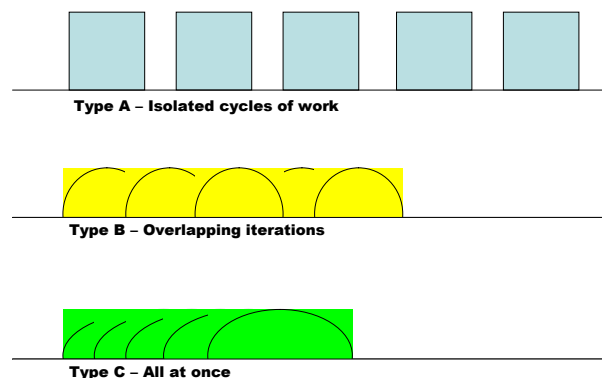 Type A – Isolated cycles of work
Type B – Overlapping iterations
Type C – All at once